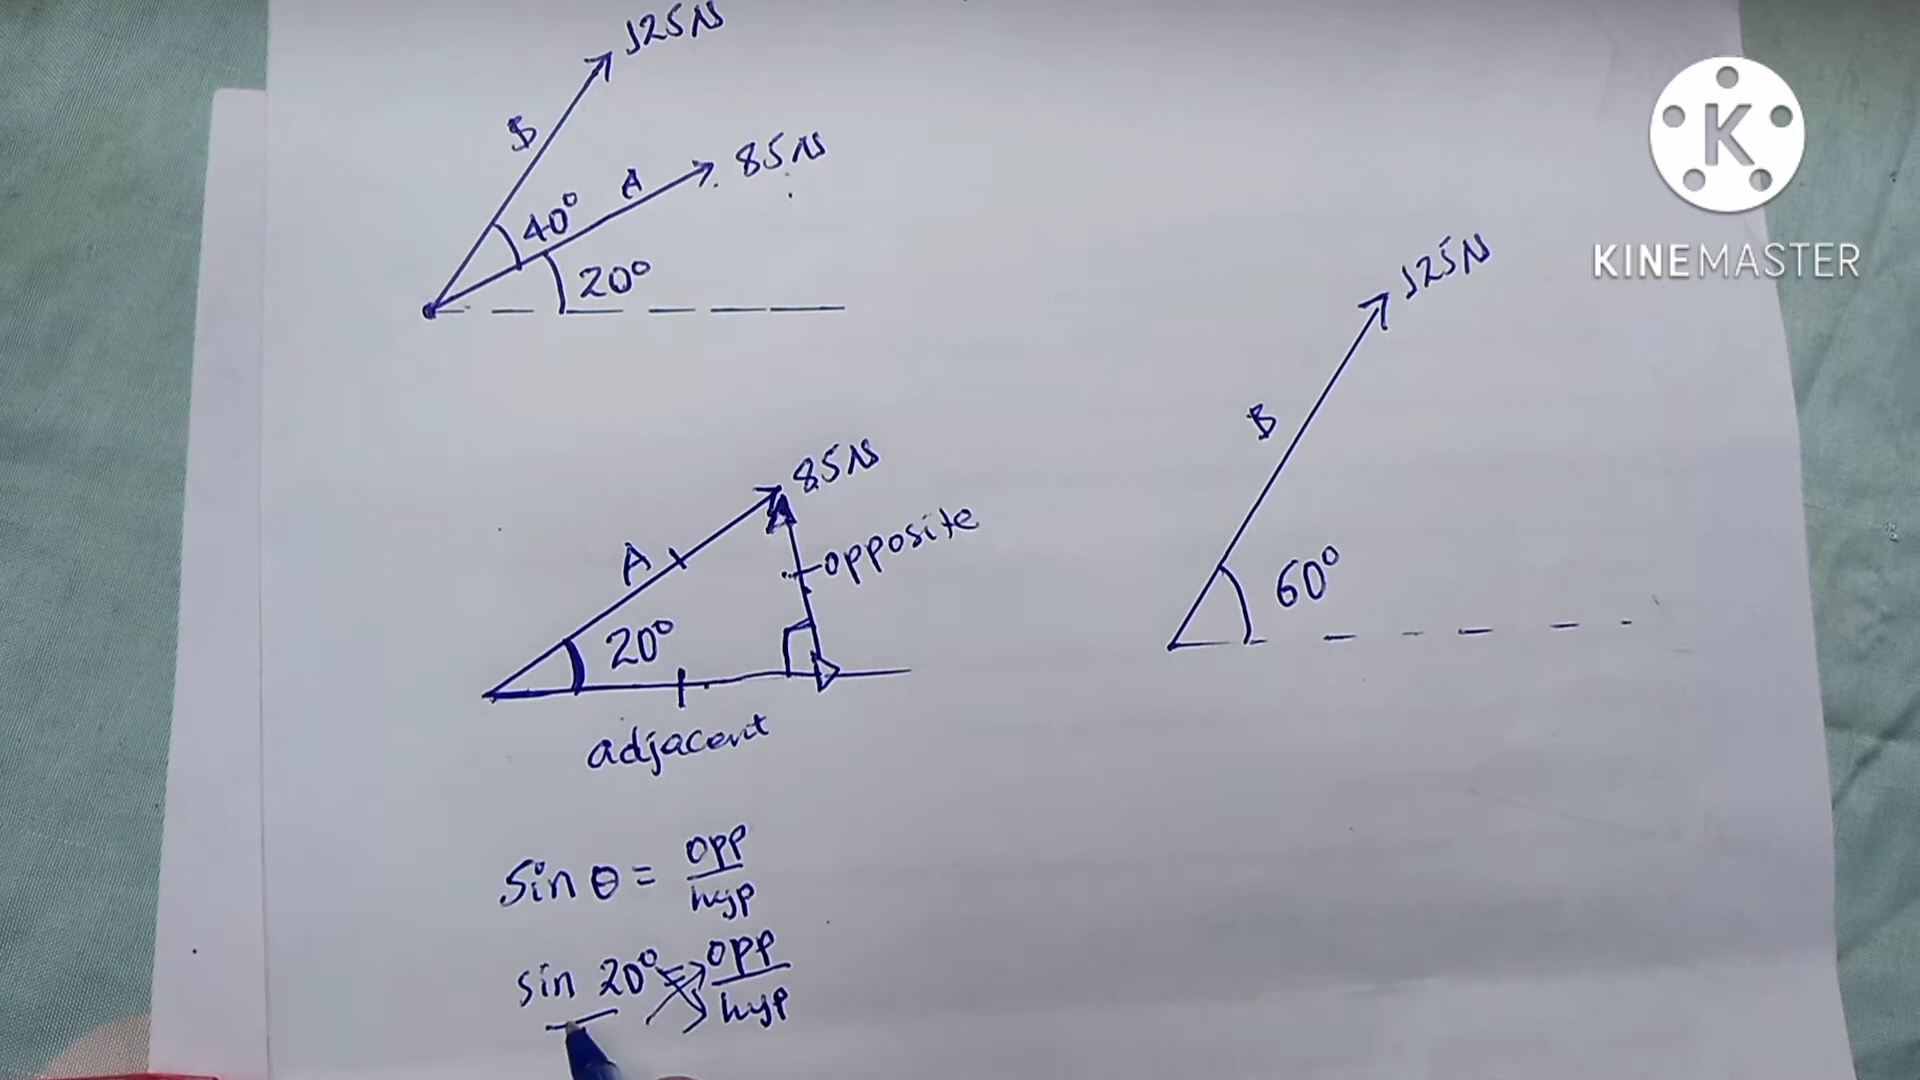 125N
B
A
85N
40°
20°
K
KINEMASTER
125N
B
60°
85N
A
opposite
20°
adjacent
Sin θ = opp/hyp
sin 20° = opp/hyp